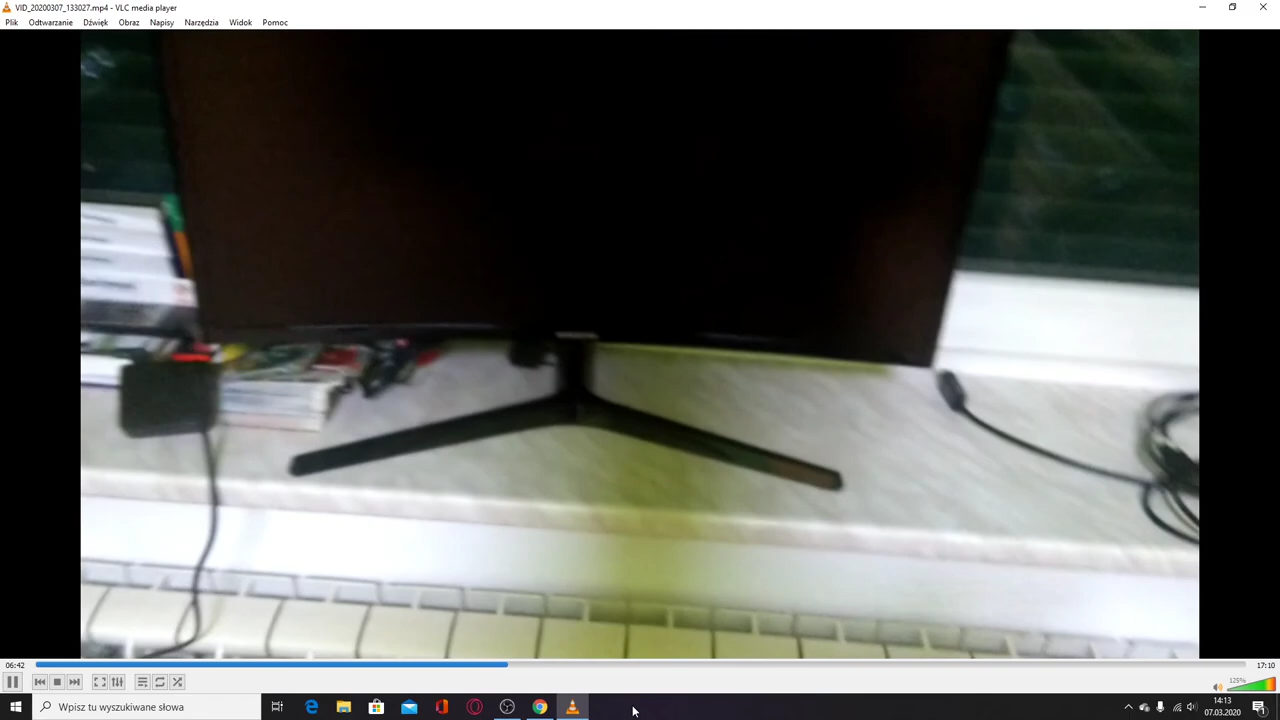 VID_20200307_133027.mp4 - VLC media player
Plik Odtwarzanie Dźwięk Obraz Napisy Narzędzia Widok Pomoc
06:42 17:10
125%
Wpisz tu wyszukiwane słowa
14:13
07.03.2020
1